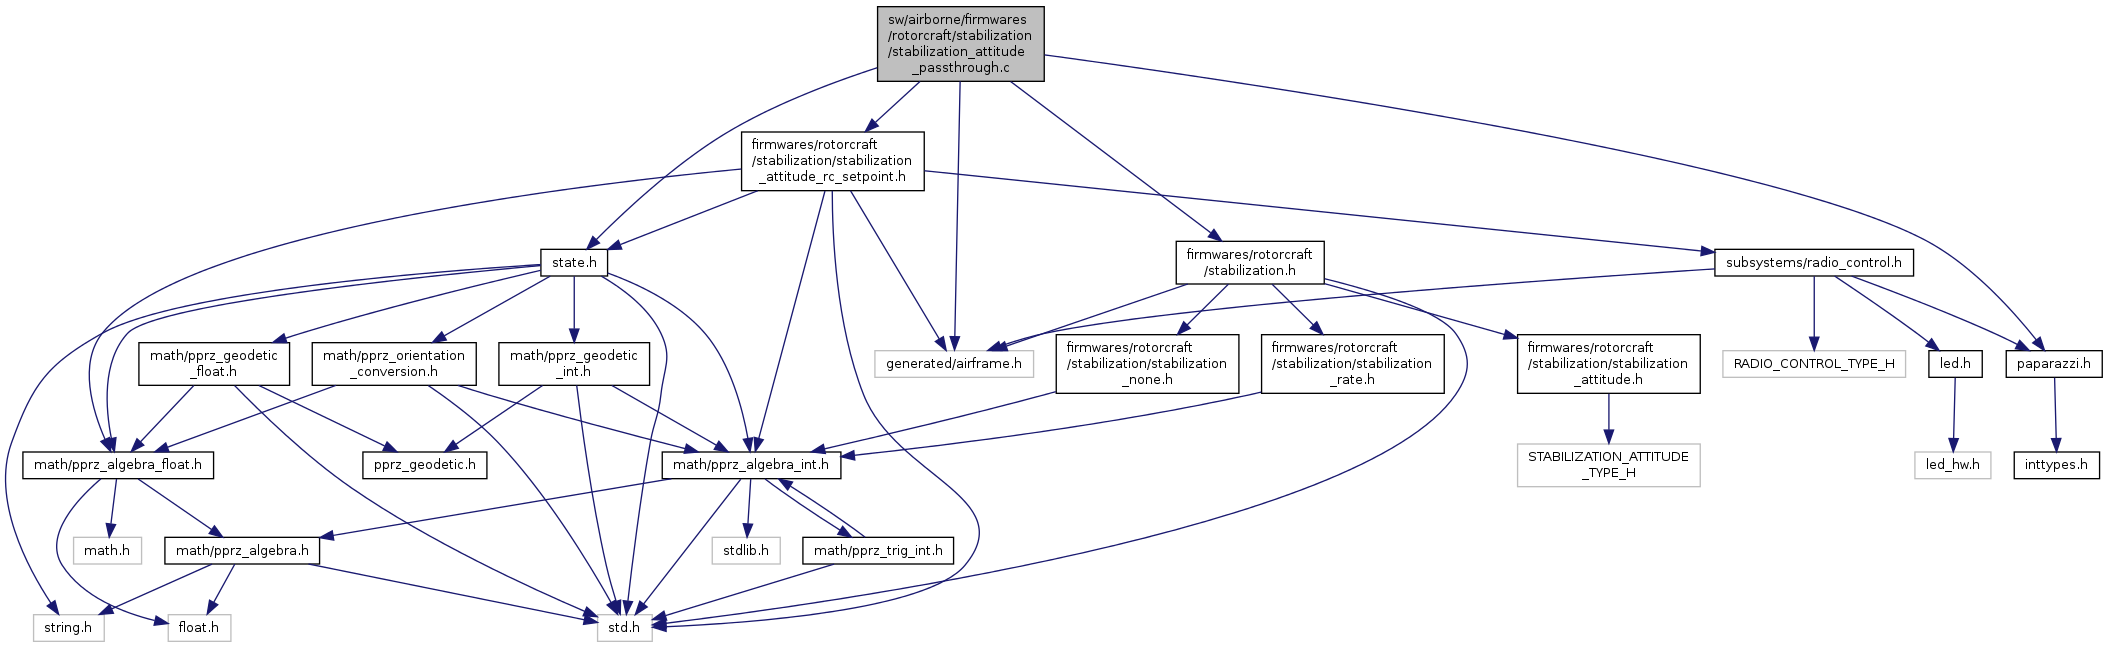 sw/airborne/firmwares
/rotorcraft/stabilization
/stabilization_attitude
_passthrough.c
firmwares/rotorcraft
/stabilization/stabilization
_attitude_rc_setpoint.h
state.h
firmwares/rotorcraft
/stabilization.h
subsystems/radio_control.h
math/pprz_geodetic
_float.h
math/pprz_orientation
_conversion.h
math/pprz_geodetic
_int.h
generated/airframe.h
firmwares/rotorcraft
/stabilization/stabilization
_none.h
firmwares/rotorcraft
/stabilization/stabilization
_rate.h
firmwares/rotorcraft
/stabilization/stabilization
_attitude.h
RADIO_CONTROL_TYPE_H
led.h
paparazzi.h
math/pprz_algebra_float.h
pprz_geodetic.h
math/pprz_algebra_int.h
STABILIZATION_ATTITUDE
_TYPE_H
led_hw.h
inttypes.h
math.h
math/pprz_algebra.h
stdlib.h
math/pprz_trig_int.h
string.h
float.h
std.h